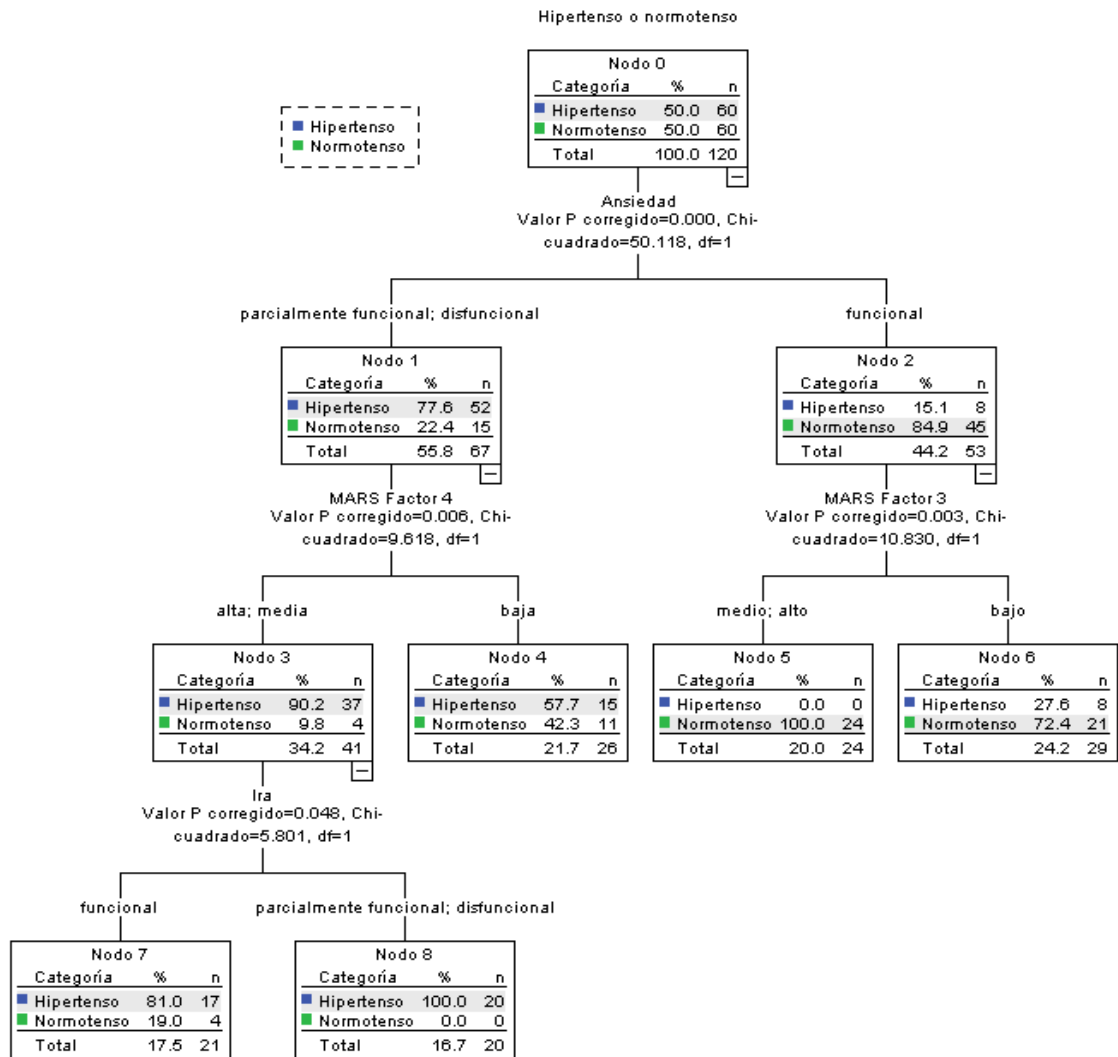 Hipertenso o normotenso
Hipertenso
Normotenso
Nodo 0
Categoría % n
Hipertenso 50.0 60
Normotenso 50.0 60
Total 100.0 120
Ansiedad
Valor P corregido=0.000, Chi-
cuadrado=50.118, df=1
parcialmente funcional; disfuncional
funcional
Nodo 1
Categoría % n
Hipertenso 77.6 52
Normotenso 22.4 15
Total 55.8 67
Nodo 2
Categoría % n
Hipertenso 15.1 8
Normotenso 84.9 45
Total 44.2 53
MARS Factor 4
Valor P corregido=0.006, Chi-
cuadrado=9.618, df=1
MARS Factor 3
Valor P corregido=0.003, Chi-
cuadrado=10.830, df=1
alta; media
baja
medio; alto
bajo
Nodo 3
Categoría % n
Hipertenso 90.2 37
Normotenso 9.8 4
Total 34.2 41
Nodo 4
Categoría % n
Hipertenso 57.7 15
Normotenso 42.3 11
Total 21.7 26
Nodo 5
Categoría % n
Hipertenso 0.0 0
Normotenso 100.0 24
Total 20.0 24
Nodo 6
Categoría % n
Hipertenso 27.6 8
Normotenso 72.4 21
Total 24.2 29
Ira
Valor P corregido=0.048, Chi-
cuadrado=5.801, df=1
funcional
parcialmente funcional; disfuncional
Nodo 7
Categoría % n
Hipertenso 81.0 17
Normotenso 19.0 4
Total 17.5 21
Nodo 8
Categoría % n
Hipertenso 100.0 20
Normotenso 0.0 0
Total 16.7 20